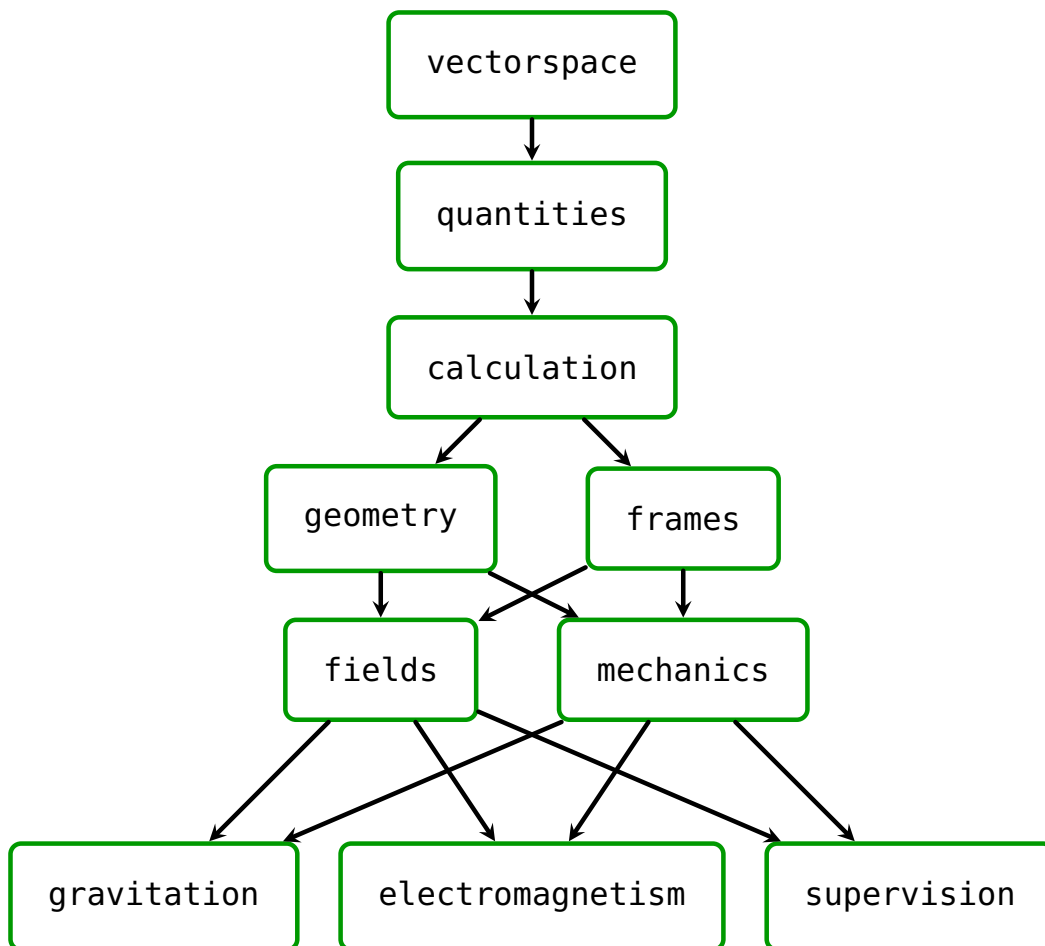 vectorspace
quantities
calculation
geometry
frames
fields
mechanics
gravitation
electromagnetism
supervision